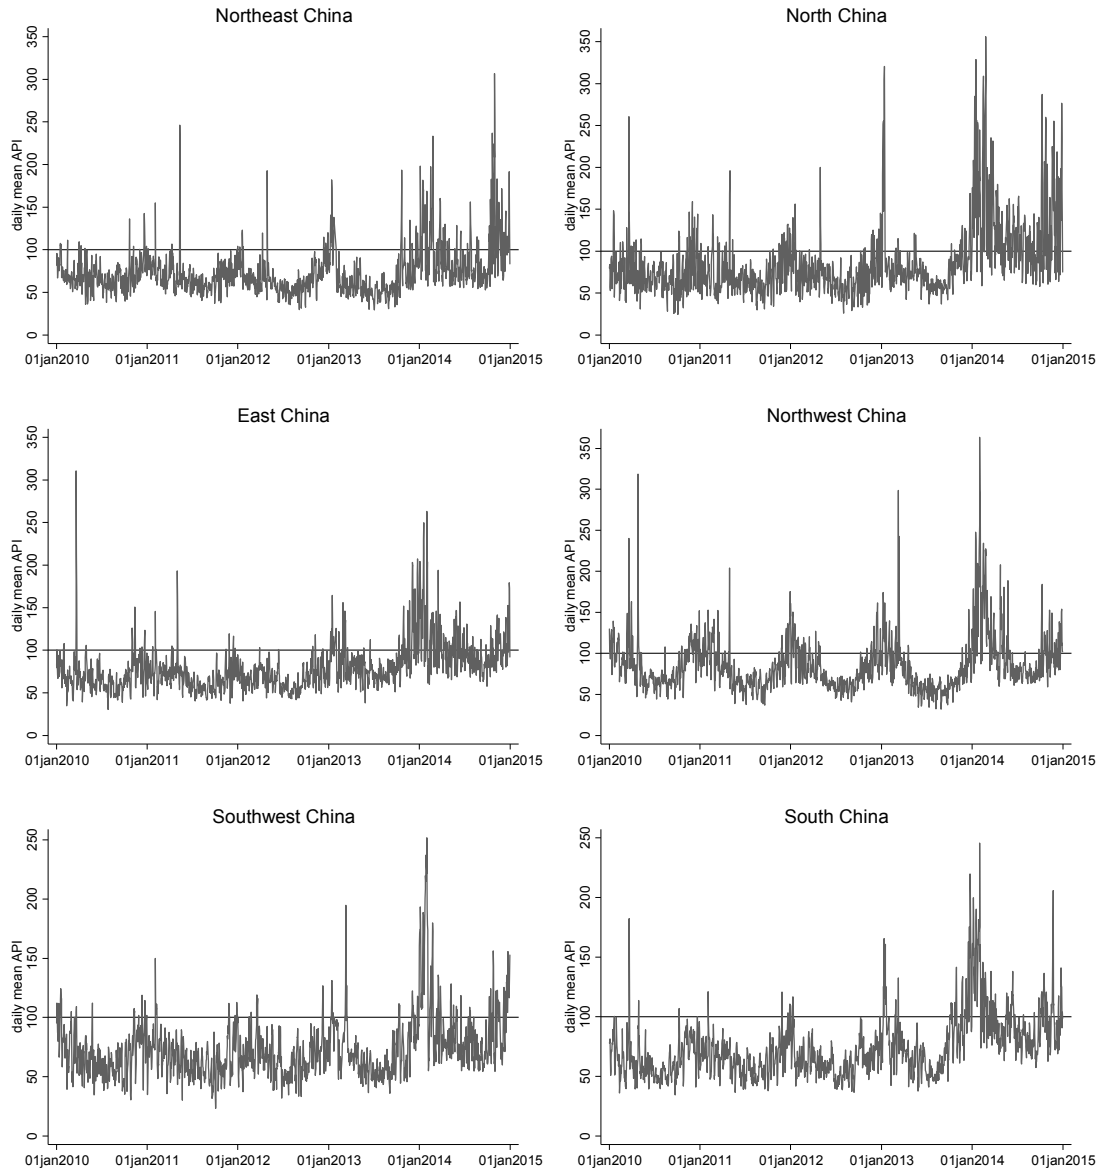 Northeast China
daily mean API
350
300
250
200
150
100
50
0
01jan2010 01jan2011 01jan2012 01jan2013 01jan2014 01jan2015
North China
daily mean API
350
300
250
200
150
100
50
0
01jan2010 01jan2011 01jan2012 01jan2013 01jan2014 01jan2015
East China
daily mean API
350
300
250
200
150
100
50
0
01jan2010 01jan2011 01jan2012 01jan2013 01jan2014 01jan2015
Northwest China
daily mean API
350
300
250
200
150
100
50
0
01jan2010 01jan2011 01jan2012 01jan2013 01jan2014 01jan2015
Southwest China
daily mean API
250
200
150
100
50
0
01jan2010 01jan2011 01jan2012 01jan2013 01jan2014 01jan2015
South China
daily mean API
250
200
150
100
50
0
01jan2010 01jan2011 01jan2012 01jan2013 01jan2014 01jan2015